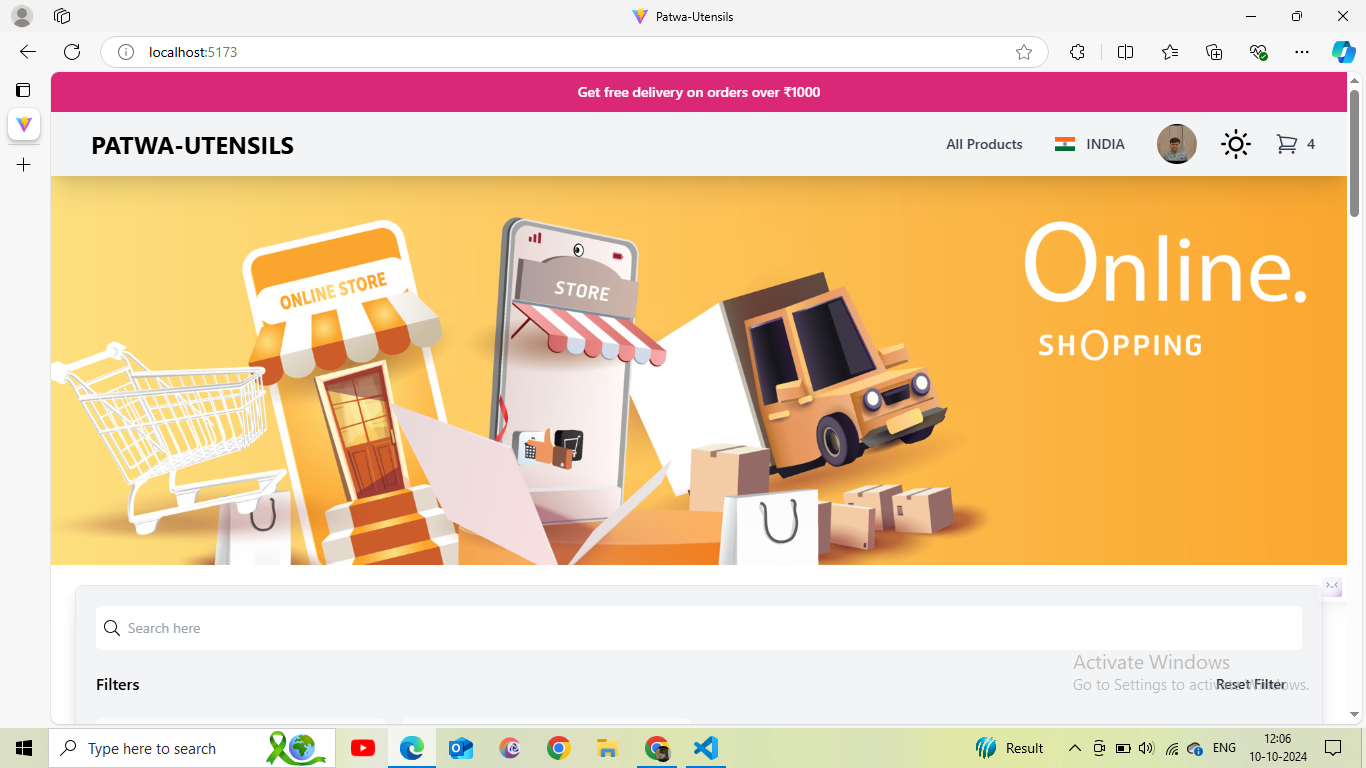 Patwa-Utensils
localhost:5173
Get free delivery on orders over ₹1000
PATWA-UTENSILS
All Products
INDIA
4
ONLINE STORE
STORE
Online.
SHOPPING
Search here
Filters
Reset Filter
Activate Windows
Go to Settings to activate Windows.
Type here to search
Result
ENG
12:06
10-10-2024